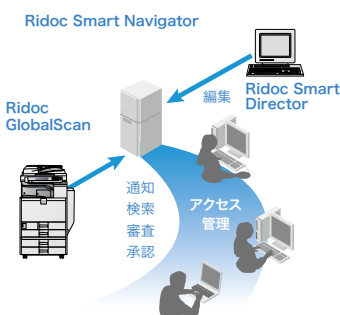 Ridoc Smart Navigator
編集
Ridoc Smart
Director
Ridoc
GlobalScan
通知
検索
審査
承認
アクセス
管理